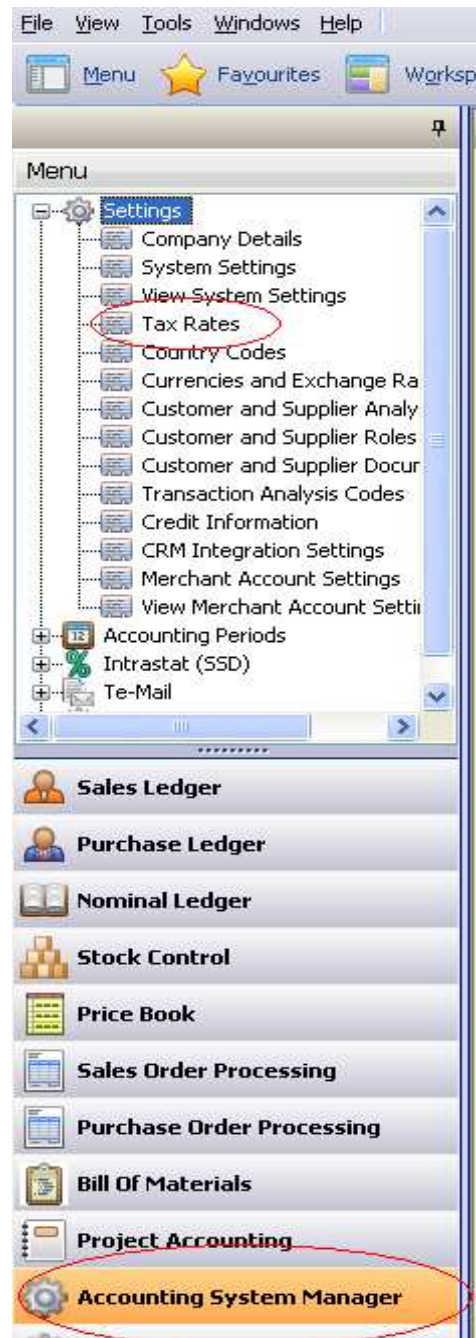 File View Tools Windows Help
Menu Favourites Worksp
Menu
Settings
Company Details
System Settings
View System Settings
Tax Rates
Country Codes
Currencies and Exchange Ra
Customer and Supplier Analy
Customer and Supplier Roles
Customer and Supplier Docur
Transaction Analysis Codes
Credit Information
CRM Integration Settings
Merchant Account Settings
View Merchant Account Settin
12 Accounting Periods
% Intrastat (SSD)
Te-Mail
Sales Ledger
Purchase Ledger
Nominal Ledger
Stock Control
Price Book
Sales Order Processing
Purchase Order Processing
Bill Of Materials
Project Accounting
Accounting System Manager